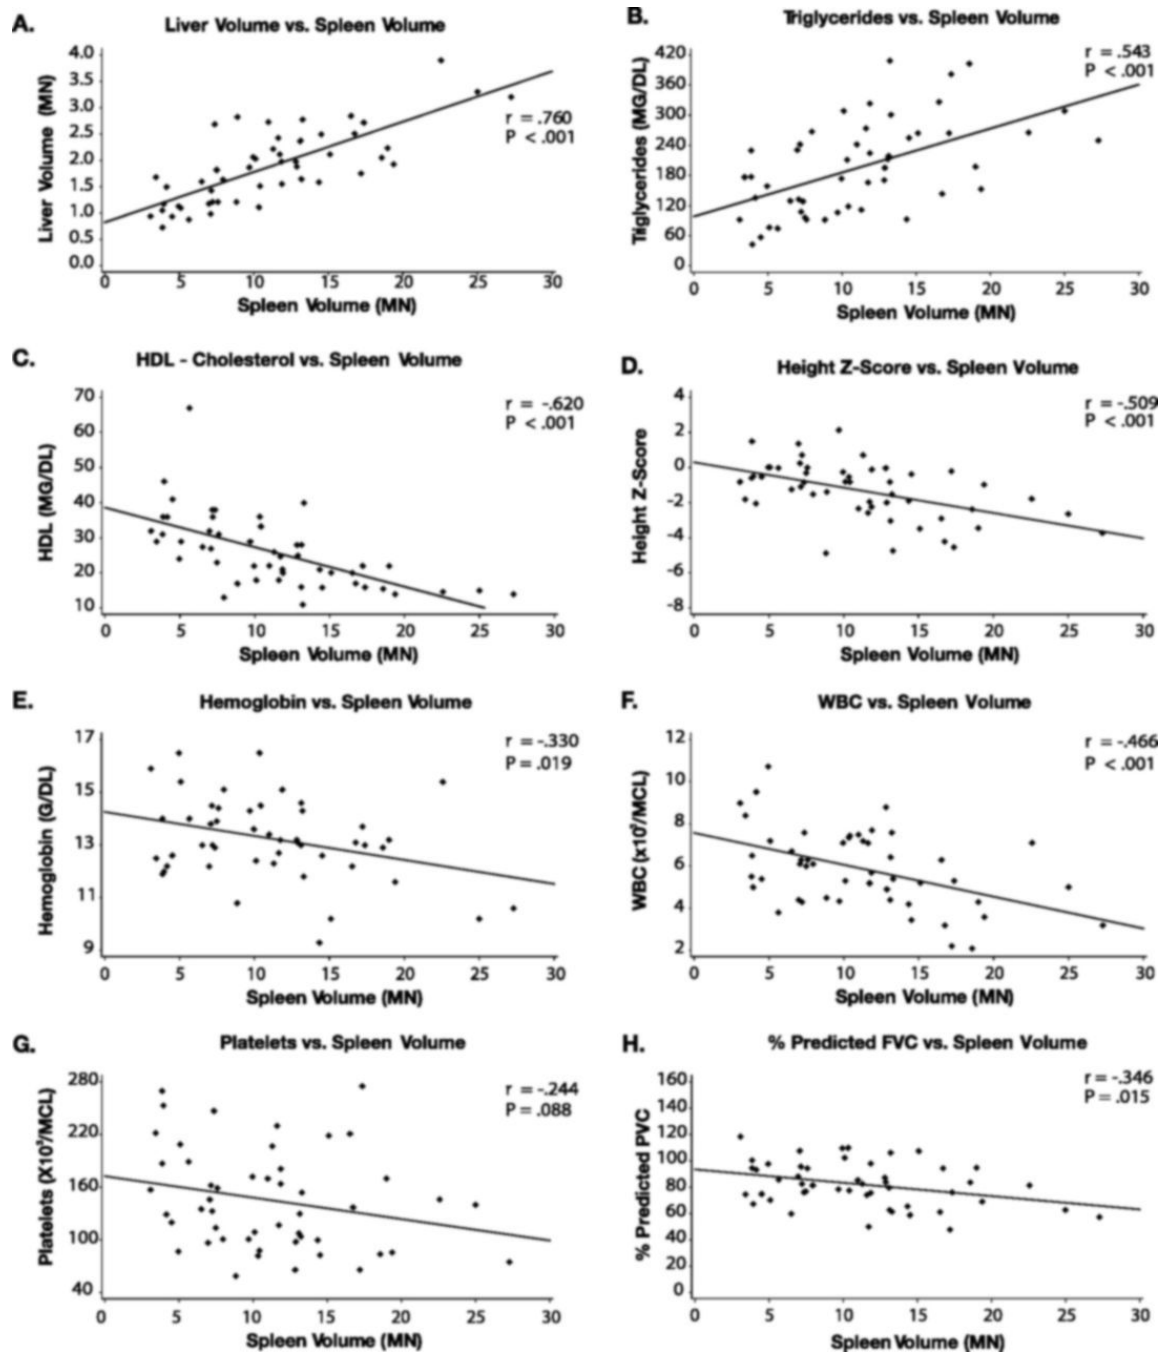 A.
Liver Volume vs. Spleen Volume
Liver Volume (MN)
4.0
3.5
3.0
2.5
2.0
1.5
1.0
0.5
0.0
r = .760
P < .001
0 5 10 15 20 25 30
Spleen Volume (MN)
B.
Triglycerides vs. Spleen Volume
Triglycerides (MG/DL)
420
360
300
240
180
120
60
0
r = .543
P < .001
0 5 10 15 20 25 30
Spleen Volume (MN)
C.
HDL - Cholesterol vs. Spleen Volume
HDL (MG/DL)
70
60
50
40
30
20
10
r = -.620
P < .001
0 5 10 15 20 25 30
Spleen Volume (MN)
D.
Height Z-Score vs. Spleen Volume
Height Z-Score
4
2
0
-2
-4
-6
-8
r = -.509
P < .001
0 5 10 15 20 25 30
Spleen Volume (MN)
E.
Hemoglobin vs. Spleen Volume
Hemoglobin (G/DL)
17
15
13
11
9
r = -.330
P = .019
0 5 10 15 20 25 30
Spleen Volume (MN)
F.
WBC vs. Spleen Volume
WBC (x10³/MCL)
12
10
8
6
4
2
r = -.466
P < .001
0 5 10 15 20 25 30
Spleen Volume (MN)
G.
Platelets vs. Spleen Volume
Platelets (X10³/MCL)
280
220
160
100
40
r = -.244
P = .088
0 5 10 15 20 25 30
Spleen Volume (MN)
H.
% Predicted FVC vs. Spleen Volume
% Predicted PVC
160
140
120
100
80
60
40
20
0
r = -.346
P = .015
0 5 10 15 20 25 30
Spleen Volume (MN)